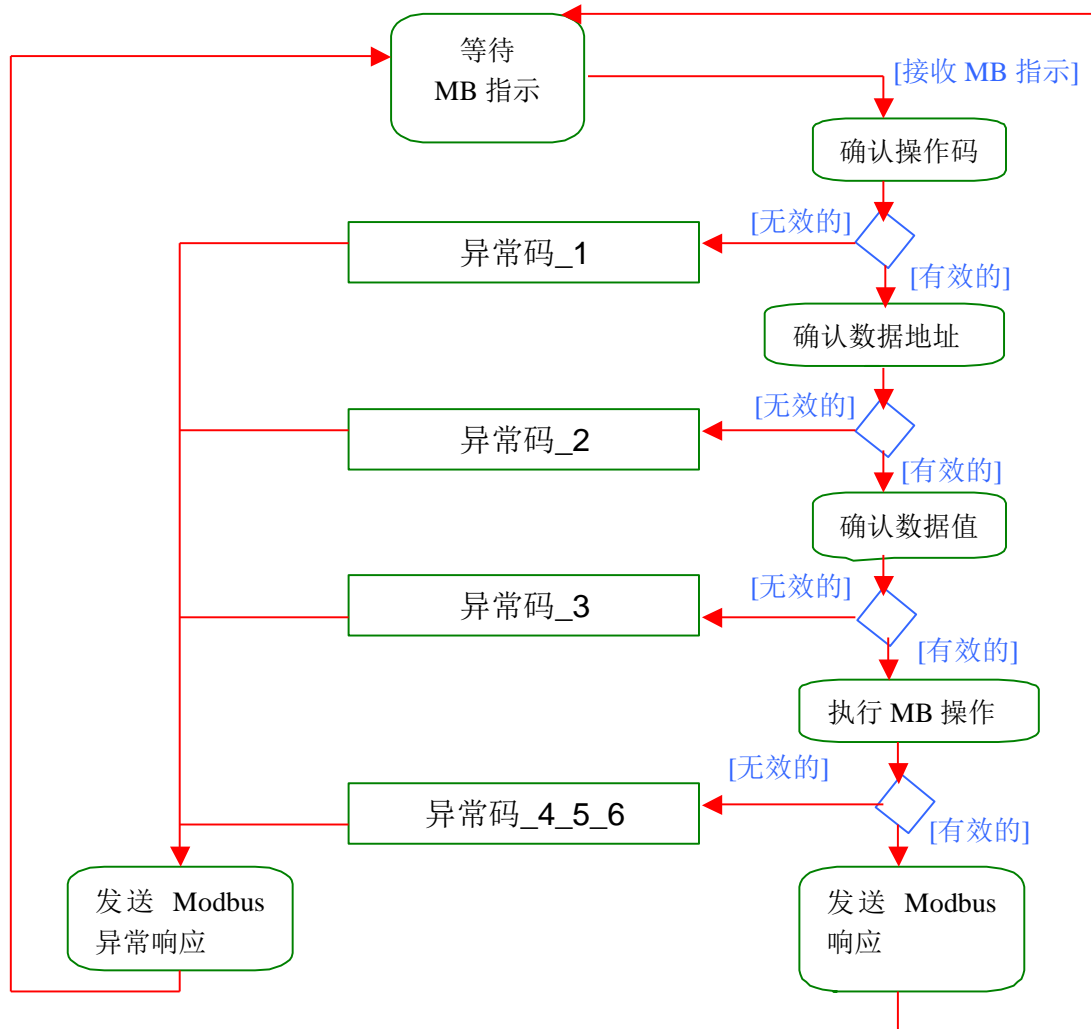 等待
MB 指示
[接收 MB 指示]
确认操作码
[无效的]
异常码_1
[有效的]
确认数据地址
[无效的]
异常码_2
[有效的]
确认数据值
[无效的]
异常码_3
[有效的]
执行 MB 操作
[无效的]
异常码_4_5_6
[有效的]
发送 Modbus
异常响应
发送 Modbus
响应